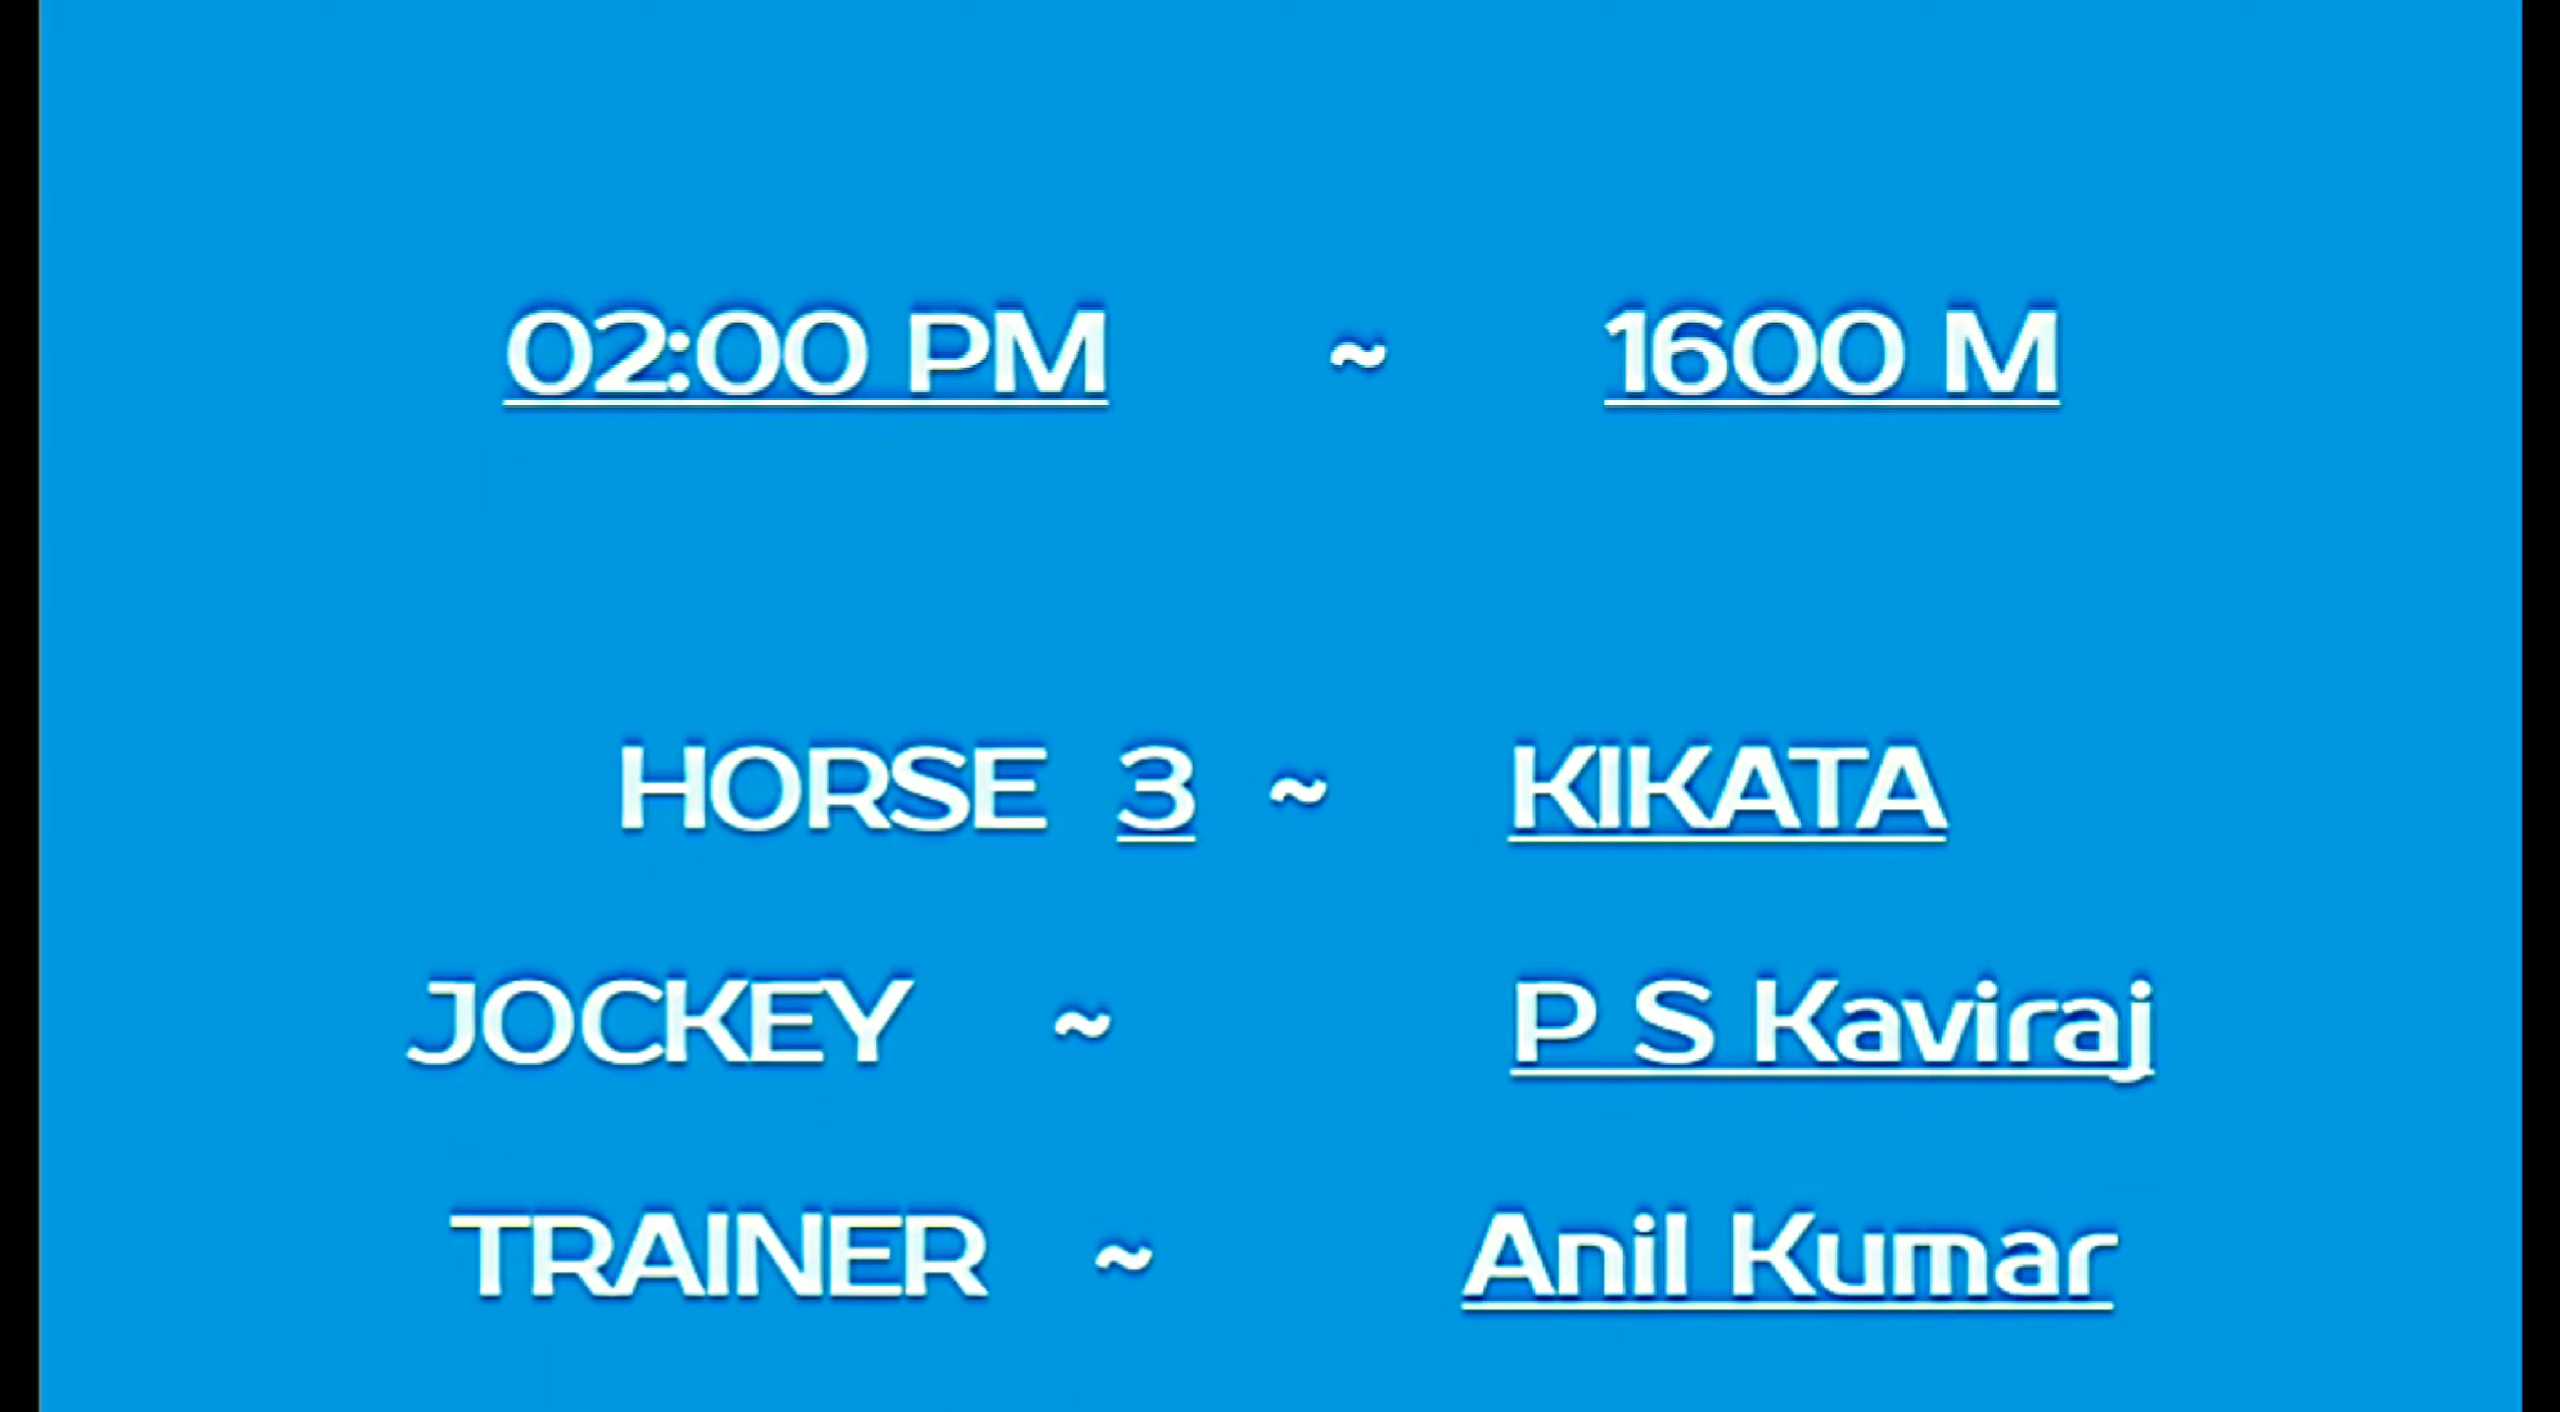 02:00 PM ~ 1600 M
HORSE 3 ~ KIKATA
JOCKEY ~ P S Kaviraj
TRAINER ~ Anil Kumar